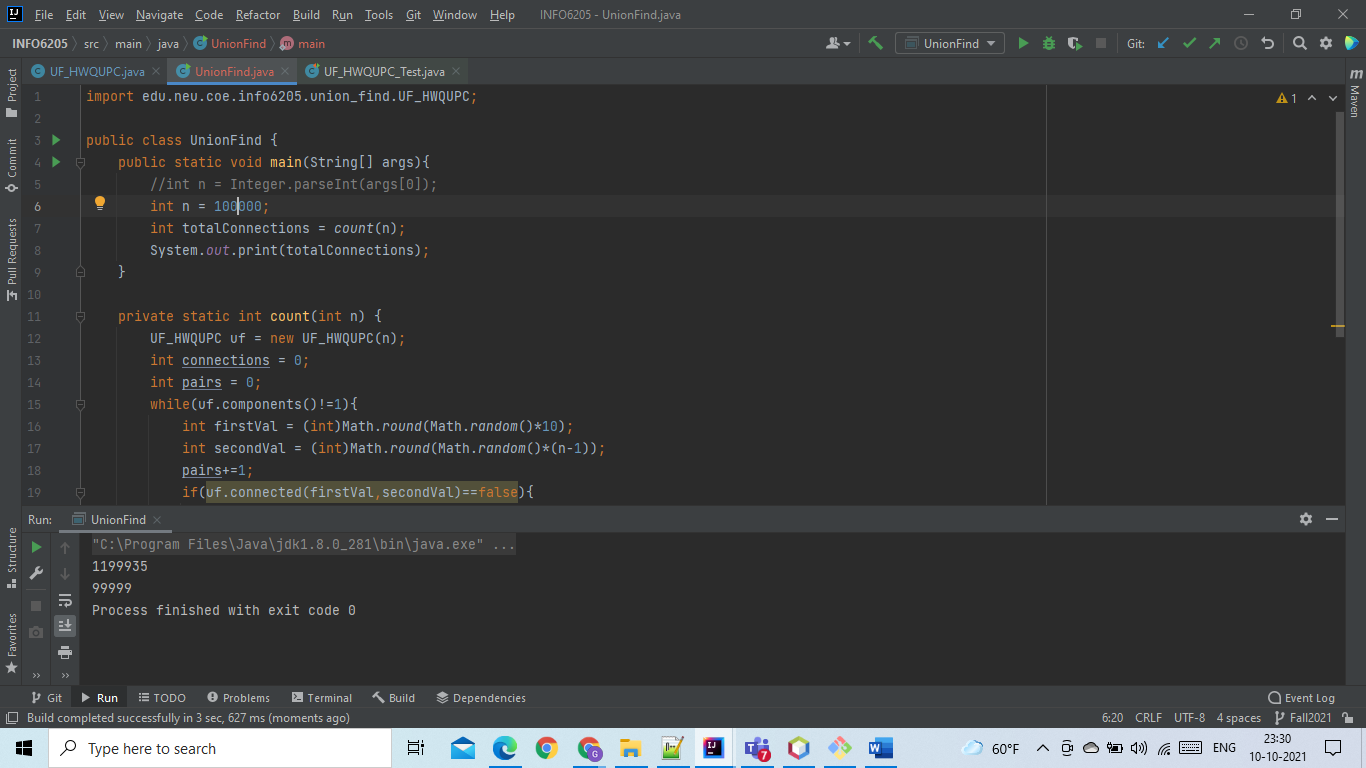 File Edit View Navigate Code Refactor Build Run Tools Git Window Help INFO6205 - UnionFind.java
INFO6205 src main java UnionFind main UnionFind Git:
Project
Commit
Pull Requests
Structure
Favorites
UF_HWQUPC.java UnionFind.java UF_HWQUPC_Test.java
Maven
1
1 import edu.neu.coe.info6205.union_find.UF_HWQUPC;
2
3 public class UnionFind {
4 public static void main(String[] args){
5 //int n = Integer.parseInt(args[0]);
6 int n = 100000;
7 int totalConnections = count(n);
8 System.out.print(totalConnections);
9 }
10
11 private static int count(int n) {
12 UF_HWQUPC uf = new UF_HWQUPC(n);
13 int connections = 0;
14 int pairs = 0;
15 while(uf.components()!=1){
16 int firstVal = (int)Math.round(Math.random()*10);
17 int secondVal = (int)Math.round(Math.random()*(n-1));
18 pairs+=1;
19 if(uf.connected(firstVal,secondVal)==false){
Run: UnionFind
"C:\Program Files\Java\jdk1.8.0_281\bin\java.exe" ...
1199935
99999
Process finished with exit code 0
Git Run TODO Problems Terminal Build Dependencies Event Log
Build completed successfully in 3 sec, 627 ms (moments ago) 6:20 CRLF UTF-8 4 spaces Fall2021
Type here to search 7 60°F ENG 23:30
10-10-2021